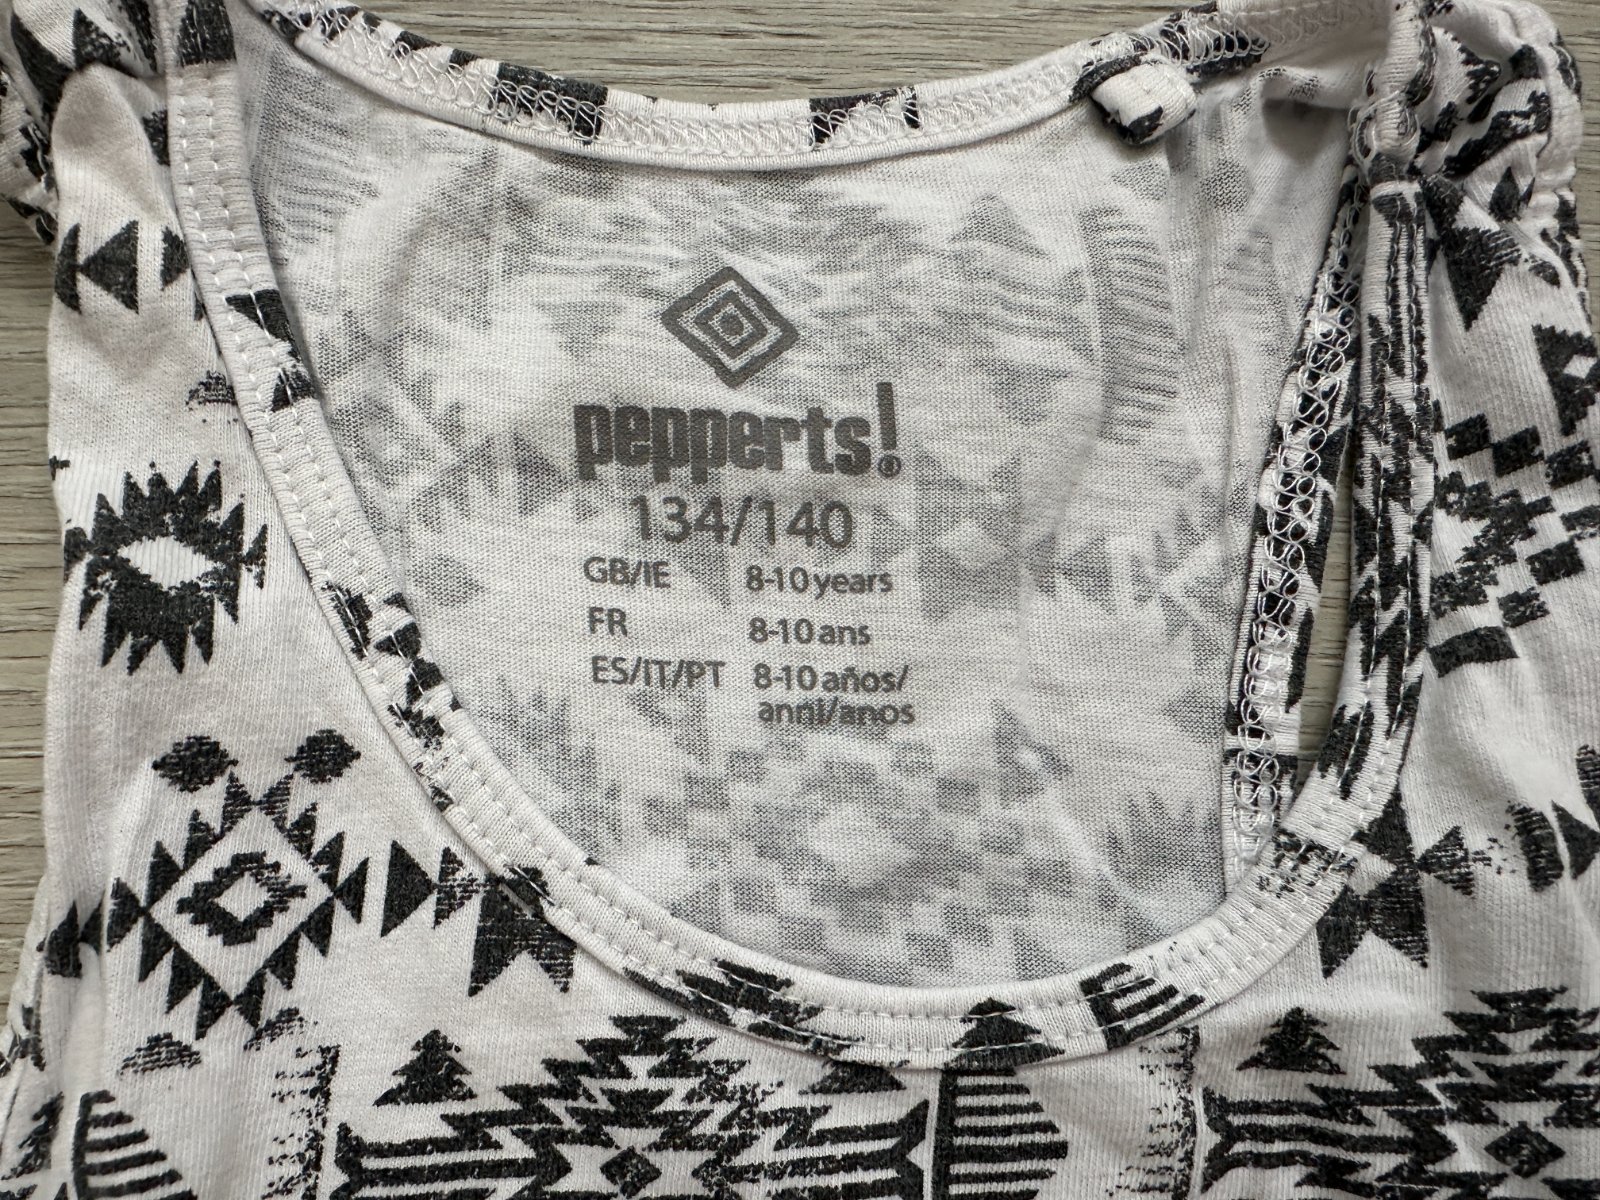 pepperts!®
134/140
GB/IE 8-10 years
FR 8-10 ans
ES/IT/PT 8-10 años/
anni/anos